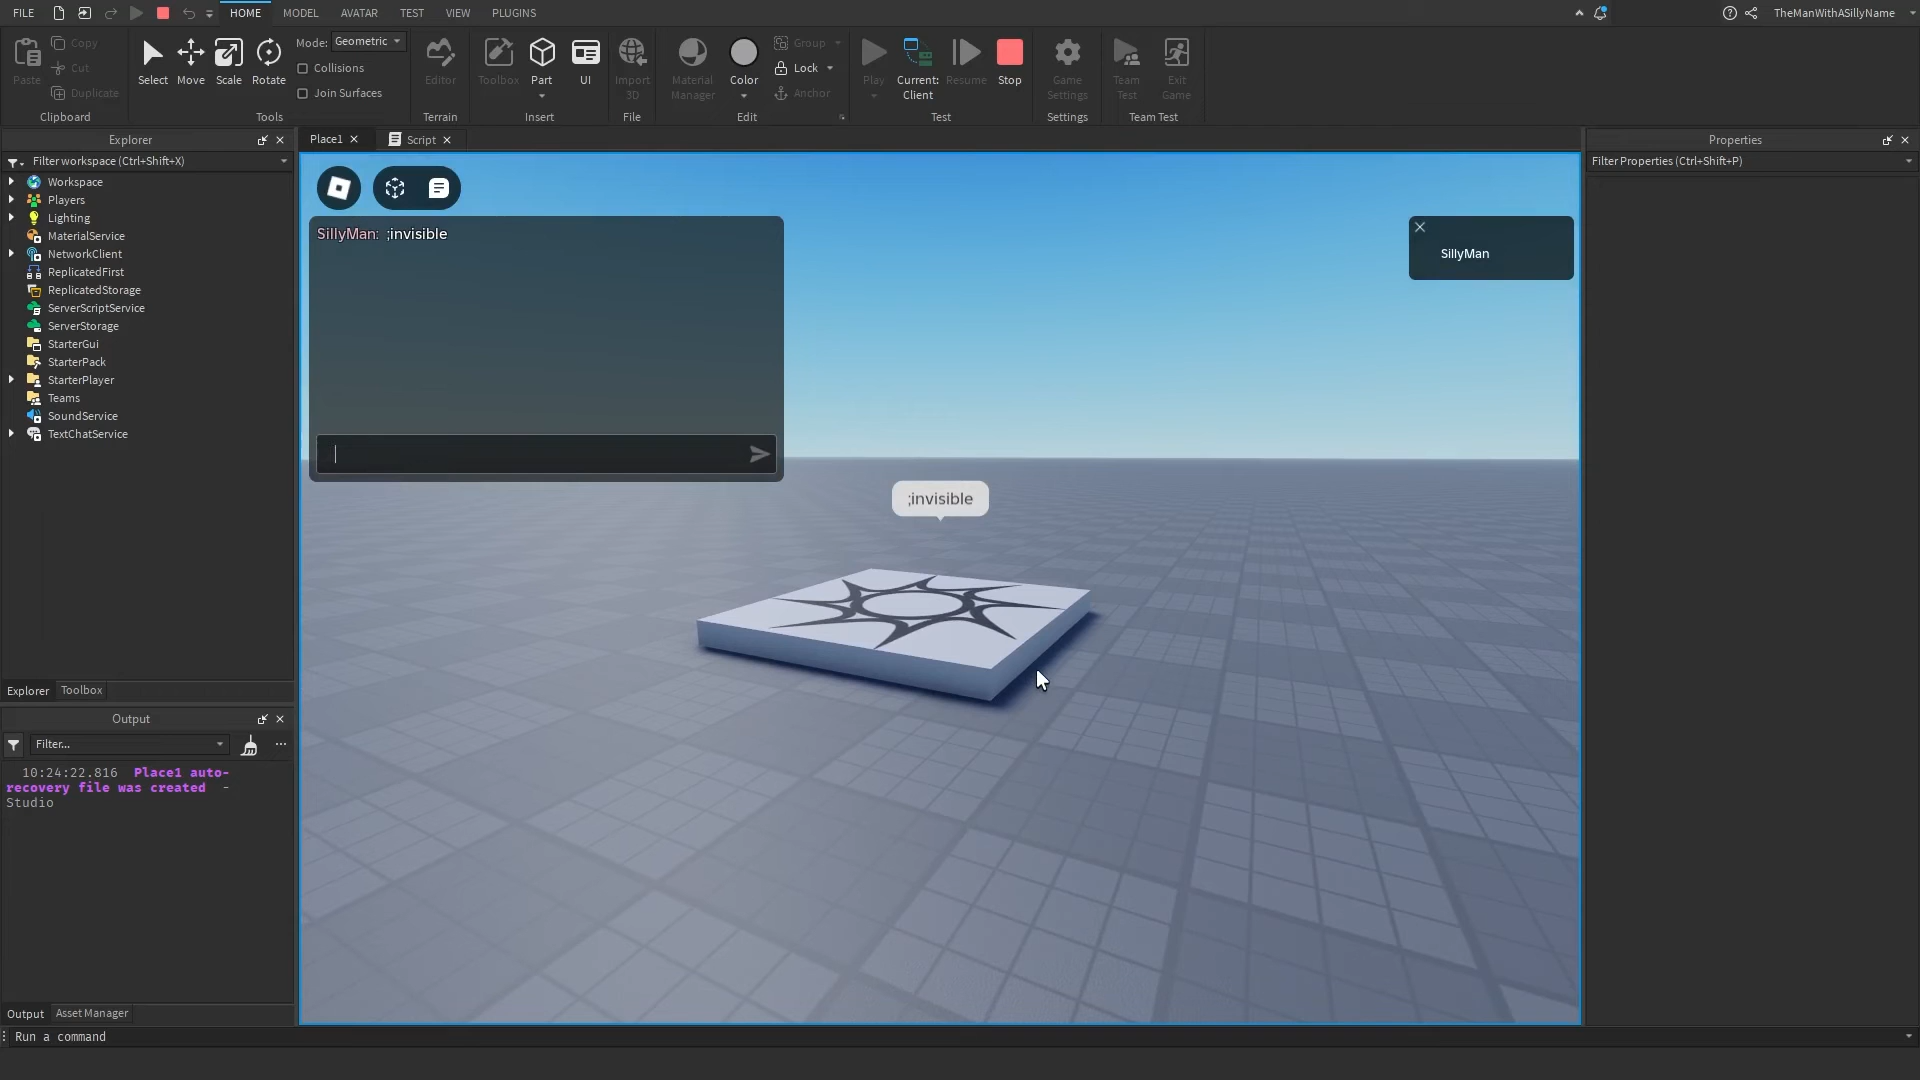 FILE
HOME
MODEL
AVATAR
TEST
VIEW
PLUGINS
TheManWithASillyName
Paste
Copy
Cut
Duplicate
Clipboard
Select
Move
Scale
Rotate
Mode: Geometric
Collisions
Join Surfaces
Tools
Editor
Terrain
Toolbox
Part
UI
Insert
Import
3D
File
Material
Manager
Color
Group
Lock
Anchor
Edit
Play
Current:
Client
Resume
Stop
Test
Game
Settings
Settings
Team
Test
Exit
Game
Team Test
Explorer
Filter workspace (Ctrl+Shift+X)
Workspace
Players
Lighting
MaterialService
NetworkClient
ReplicatedFirst
ReplicatedStorage
ServerScriptService
ServerStorage
StarterGui
StarterPack
StarterPlayer
Teams
SoundService
TextChatService
Explorer
Toolbox
Output
Filter...
10:24:22.816 Place1 auto-
recovery file was created -
Studio
Output
Asset Manager
Run a command
Place1
Script
SillyMan: ;invisible
;invisible
SillyMan
Properties
Filter Properties (Ctrl+Shift+P)